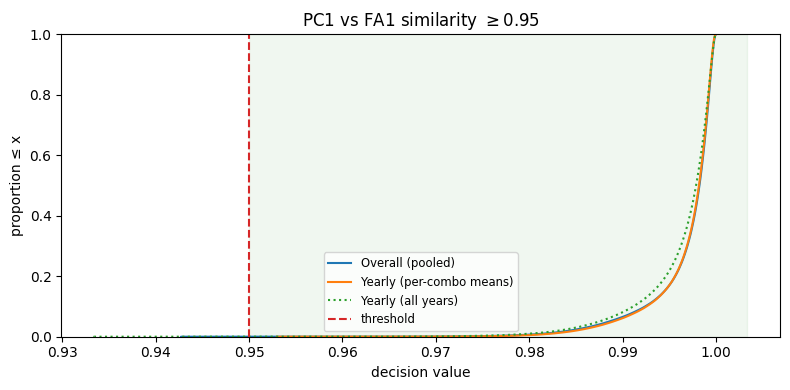 PC1 vs FA1 similarity ≥0.95
proportion ≤ x
1.0
0.8
0.6
0.4
0.2
0.0
Overall (pooled)
Yearly (per-combo means)
Yearly (all years)
threshold
0.93 0.94 0.95 0.96 0.97 0.98 0.99 1.00
decision value